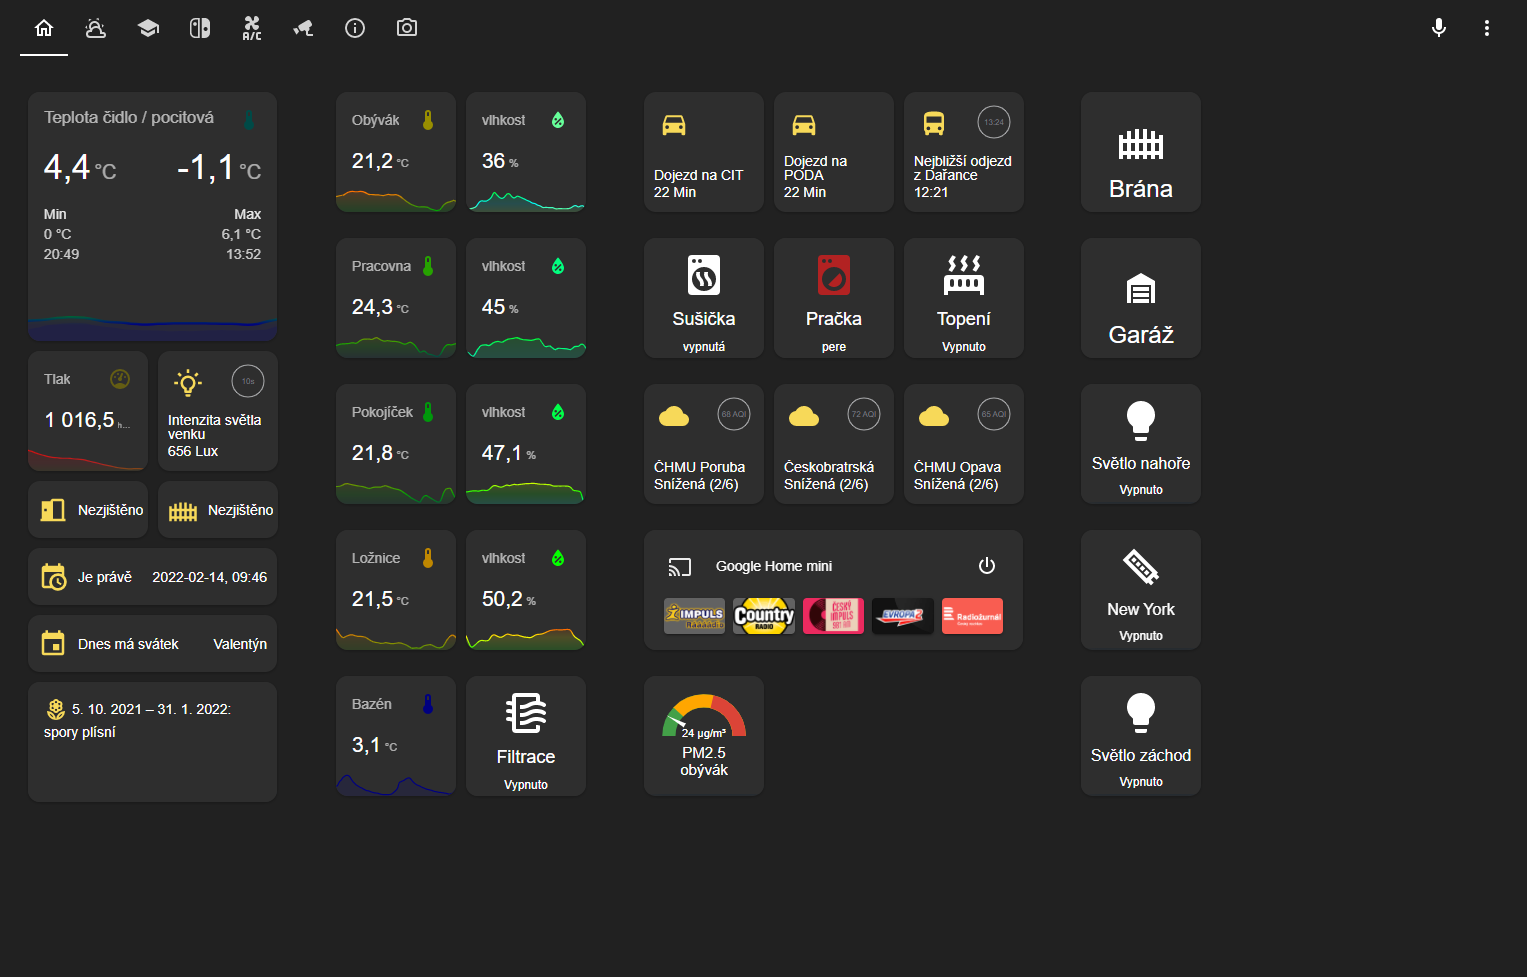 A/C
Teplota čidlo / pocitová
4,4 °C
-1,1 °C
Min
Max
0 °C
6,1 °C
20:49
13:52
Tlak
1 016,5 h...
10s
Intenzita světla
venku
656 Lux
Nezjištěno
Nezjištěno
Je právě
2022-02-14, 09:46
Dnes má svátek
Valentýn
5. 10. 2021 – 31. 1. 2022:
spory plísní
Obývák
21,2 °C
vlhkost
36 %
Pracovna
24,3 °C
vlhkost
45 %
Pokojíček
21,8 °C
vlhkost
47,1 %
Ložnice
21,5 °C
vlhkost
50,2 %
Bazén
3,1 °C
Filtrace
Vypnuto
Dojezd na CIT
22 Min
Dojezd na
PODA
22 Min
13:24
Nejbližší odjezd
z Dařance
12:21
Sušička
vypnutá
Pračka
pere
Topení
Vypnuto
68 AQI
ČHMU Poruba
Snížená (2/6)
72 AQI
Českobratrská
Snížená (2/6)
65 AQI
ČHMU Opava
Snížená (2/6)
Google Home mini
IMPULS
Country
RADIO
ČESKÝ
IMPULS
EVROPA 2
Radiožurnál
24 µg/m³
PM2.5
obývák
Brána
Garáž
Světlo nahoře
Vypnuto
New York
Vypnuto
Světlo záchod
Vypnuto